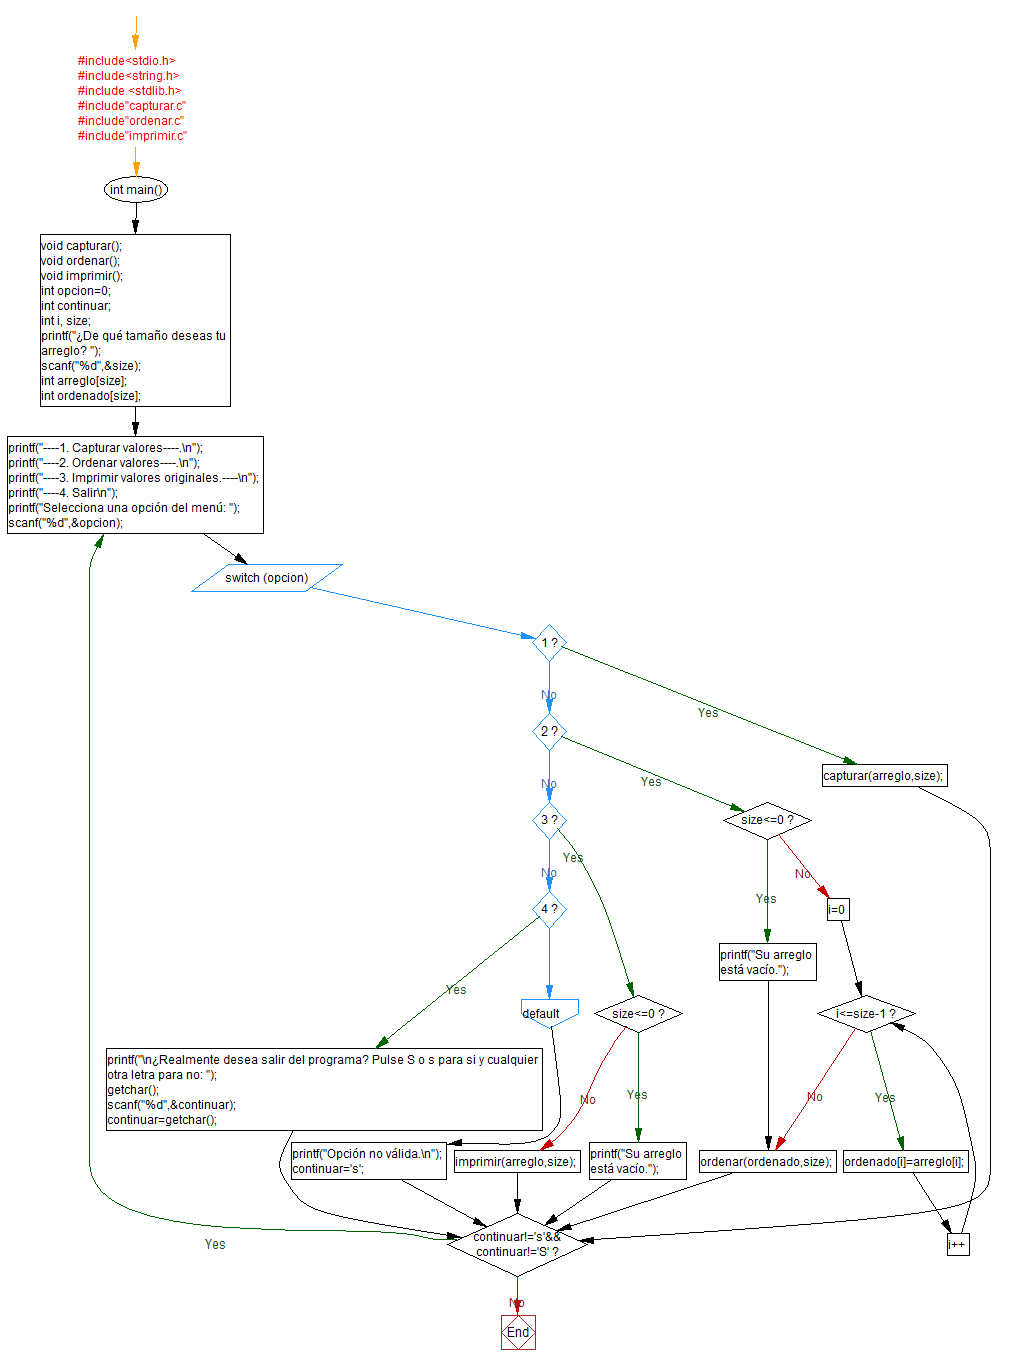 #include<stdio.h>
#include<string.h>
#include <stdlib.h>
#include"capturar.c"
#include"ordenar.c"
#include"imprimir.c"
int main()
void capturar();
void ordenar();
void imprimir();
int opcion=0;
int continuar;
int i, size;
printf("¿De qué tamaño deseas tu
arreglo? ");
scanf("%d",&size);
int arreglo[size];
int ordenado[size];
printf("----1. Capturar valores----.\n");
printf("----2. Ordenar valores----.\n");
printf("----3. Imprimir valores originales.----\n");
printf("----4. Salir\n");
printf("Selecciona una opción del menú: ");
scanf("%d",&opcion);
switch (opcion)
1 ?
No
Yes
2 ?
capturar(arreglo,size);
No
Yes
3 ?
size<=0 ?
Yes
No
No
Yes
4 ?
i=0
printf("Su arreglo
está vacío.");
Yes
default
size<=0 ?
i<=size-1 ?
printf("\n¿Realmente desea salir del programa? Pulse S o s para si y cualquier
otra letra para no: ");
getchar();
scanf("%d",&continuar);
continuar=getchar();
No
Yes
No
Yes
printf("Opción no válida.\n");
continuar='s';
imprimir(arreglo,size);
printf("Su arreglo
está vacío.");
ordenar(ordenado,size);
ordenado[i]=arreglo[i];
continuar!='s'&&
continuar!='S' ?
i++
Yes
No
End